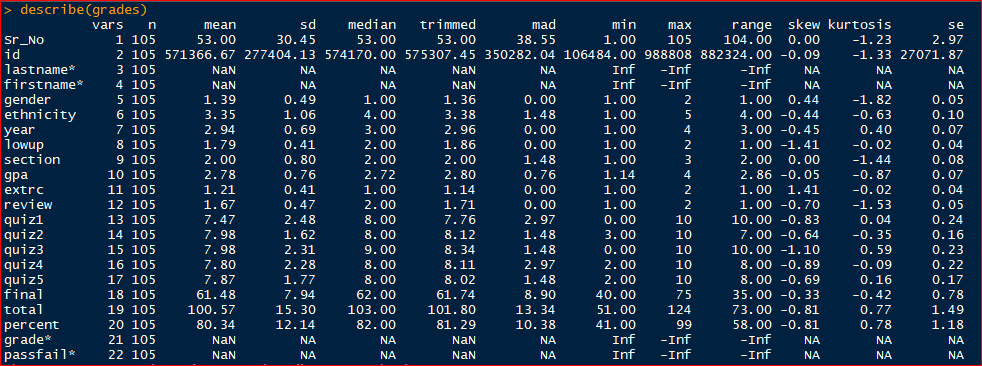 > describe(grades)
vars n mean sd median trimmed mad min max range skew kurtosis se
Sr_No 1 105 53.00 30.45 53.00 53.00 38.55 1.00 105 104.00 0.00 -1.23 2.97
id 2 105 571366.67 277404.13 574170.00 575307.45 350282.04 106484.00 988808 882324.00 -0.09 -1.33 27071.87
lastname* 3 105 NaN NA NA NaN NA Inf -Inf -Inf NA NA NA
firstname* 4 105 NaN NA NA NaN NA Inf -Inf -Inf NA NA NA
gender 5 105 1.39 0.49 1.00 1.36 0.00 1.00 2 1.00 0.44 -1.82 0.05
ethnicity 6 105 3.35 1.06 4.00 3.38 1.48 1.00 5 4.00 -0.44 -0.63 0.10
year 7 105 2.94 0.69 3.00 2.96 0.00 1.00 4 3.00 -0.45 0.40 0.07
lowup 8 105 1.79 0.41 2.00 1.86 0.00 1.00 2 1.00 -1.41 -0.02 0.04
section 9 105 2.00 0.80 2.00 2.00 1.48 1.00 3 2.00 0.00 -1.44 0.08
gpa 10 105 2.78 0.76 2.72 2.80 0.76 1.14 4 2.86 -0.05 -0.87 0.07
extrc 11 105 1.21 0.41 1.00 1.14 0.00 1.00 2 1.00 1.41 -0.02 0.04
review 12 105 1.67 0.47 2.00 1.71 0.00 1.00 2 1.00 -0.70 -1.53 0.05
quiz1 13 105 7.47 2.48 8.00 7.76 2.97 0.00 10 10.00 -0.83 0.04 0.24
quiz2 14 105 7.98 1.62 8.00 8.12 1.48 3.00 10 7.00 -0.64 -0.35 0.16
quiz3 15 105 7.98 2.31 9.00 8.34 1.48 0.00 10 10.00 -1.10 0.59 0.23
quiz4 16 105 7.80 2.28 8.00 8.11 2.97 2.00 10 8.00 -0.89 -0.09 0.22
quiz5 17 105 7.87 1.77 8.00 8.02 1.48 2.00 10 8.00 -0.69 0.16 0.17
final 18 105 61.48 7.94 62.00 61.74 8.90 40.00 75 35.00 -0.33 -0.42 0.78
total 19 105 100.57 15.30 103.00 101.80 13.34 51.00 124 73.00 -0.81 0.77 1.49
percent 20 105 80.34 12.14 82.00 81.29 10.38 41.00 99 58.00 -0.81 0.78 1.18
grade* 21 105 NaN NA NA NaN NA Inf -Inf -Inf NA NA NA
passfail* 22 105 NaN NA NA NaN NA Inf -Inf -Inf NA NA NA